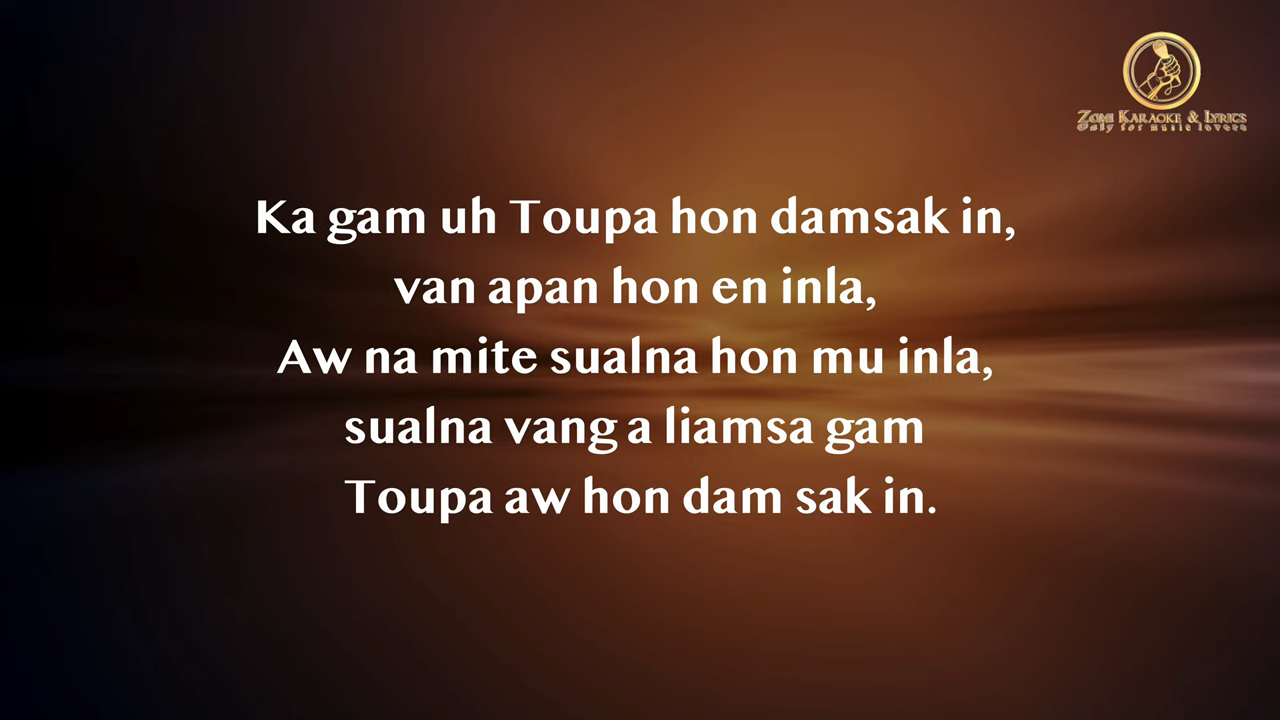 Zomi Karaoke & Lyrics
Only for music lovers
Ka gam uh Toupa hon damsak in,
van apan hon en inla,
Aw na mite sualna hon mu inla,
sualna vang a liamsa gam
Toupa aw hon dam sak in.